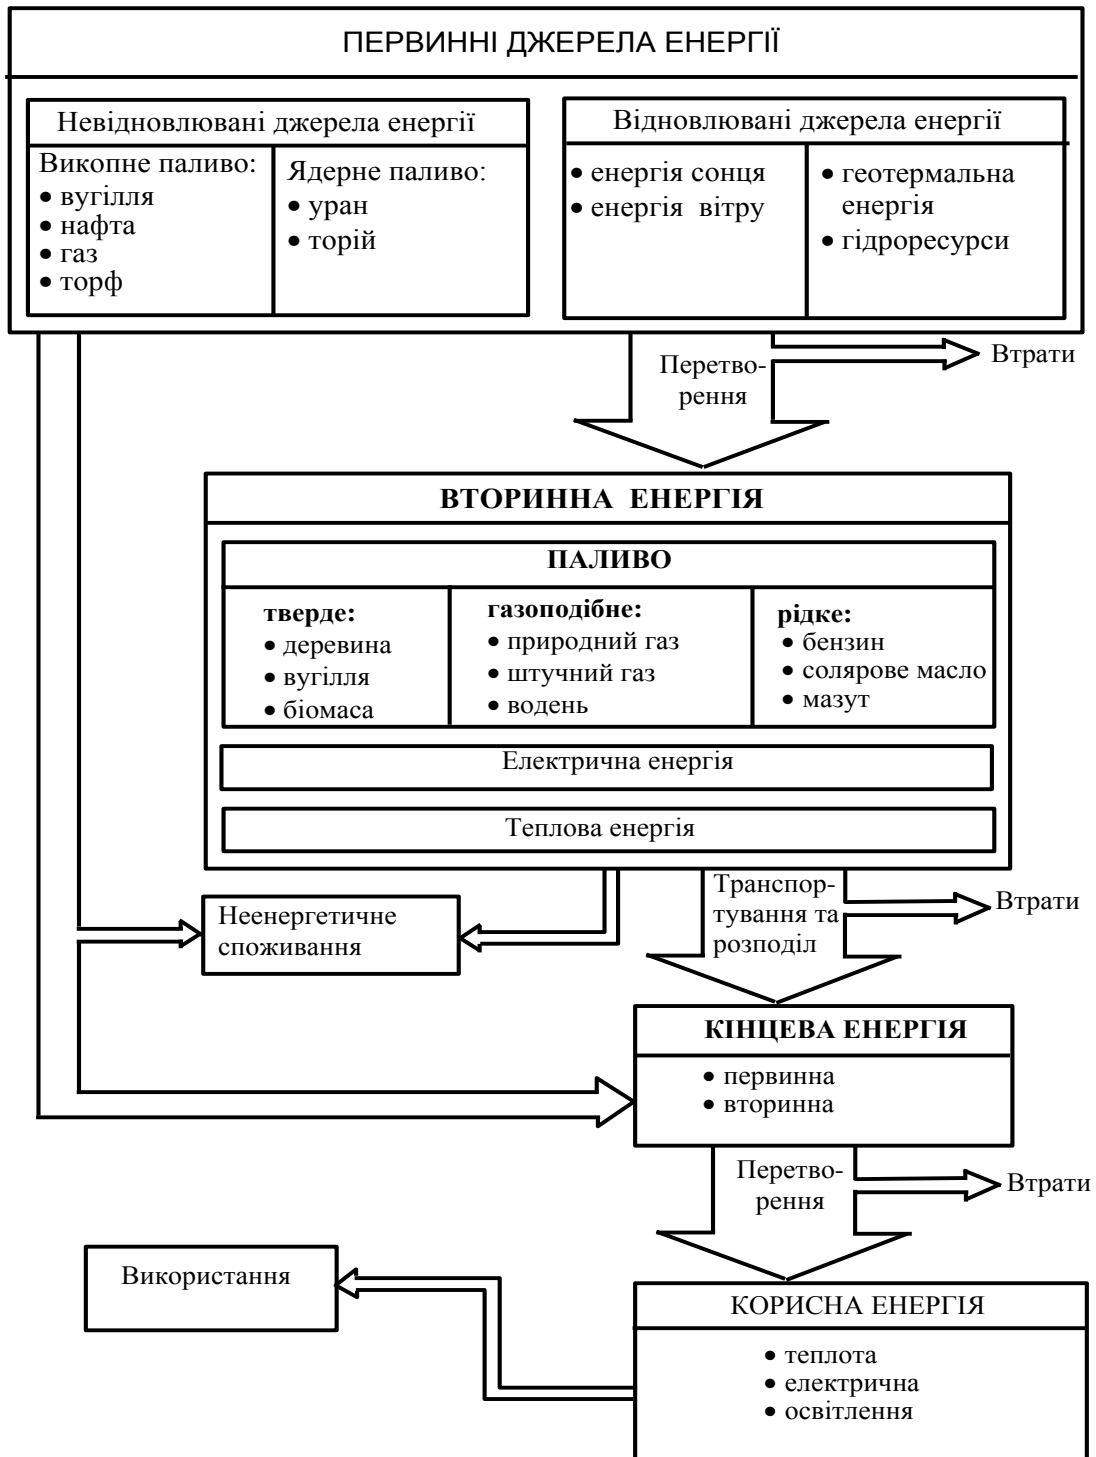 ПЕРВИННІ ДЖЕРЕЛА ЕНЕРГІЇ
Невідновлювані джерела енергії
Викопне паливо:
• вугілля
• нафта
• газ
• торф
Ядерне паливо:
• уран
• торій
Відновлювані джерела енергії
• енергія сонця
• енергія вітру
• геотермальна
енергія
• гідроресурси
Перетво-
рення
Втрати
ВТОРИННА ЕНЕРГІЯ
ПАЛИВО
тверде:
• деревина
• вугілля
• біомаса
газоподібне:
• природний газ
• штучний газ
• водень
рідке:
• бензин
• солярове масло
• мазут
Електрична енергія
Теплова енергія
Неенергетичне
споживання
Транспор-
тування та
розподіл
Втрати
КІНЦЕВА ЕНЕРГІЯ
• первинна
• вторинна
Перетво-
рення
Втрати
Використання
КОРИСНА ЕНЕРГІЯ
• теплота
• електрична
• освітлення